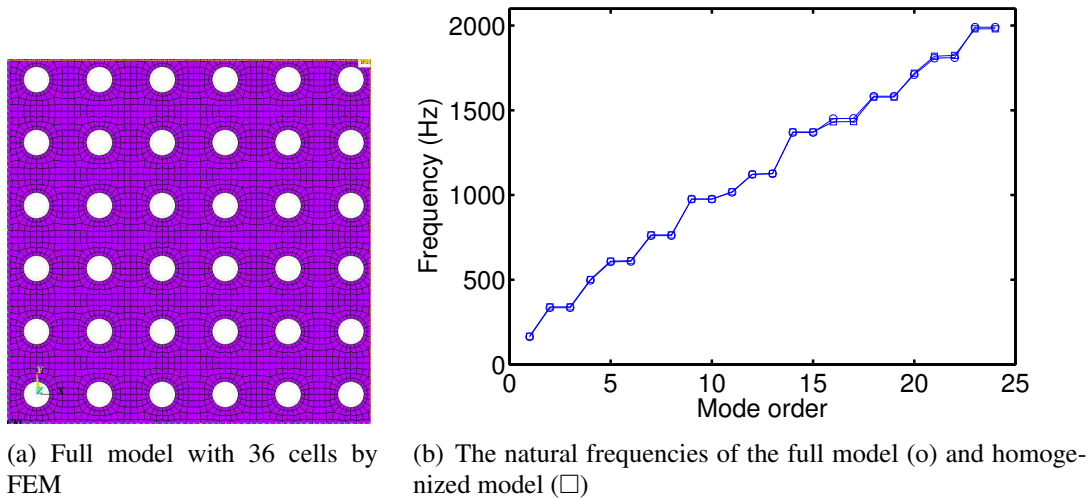 2000
1500
1000
500
0
Frequency (Hz)
0 5 10 15 20 25
Mode order
Y
X
(a) Full model with 36 cells by
FEM
(b) The natural frequencies of the full model (o) and homoge-
nized model (□)